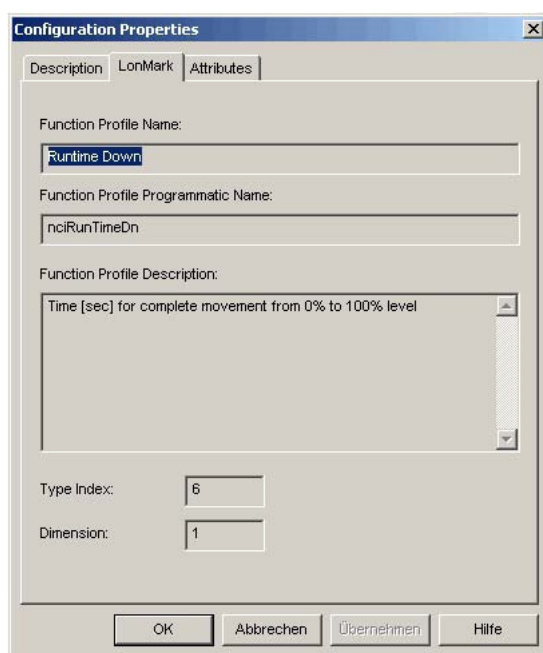 Configuration Properties
Description LonMark Attributes
Function Profile Name:
Runtime Down
Function Profile Programmatic Name:
nciRunTimeDn
Function Profile Description:
Time [sec] for complete movement from 0% to 100% level
Type Index: 6
Dimension: 1
OK Abbrechen Übernehmen Hilfe